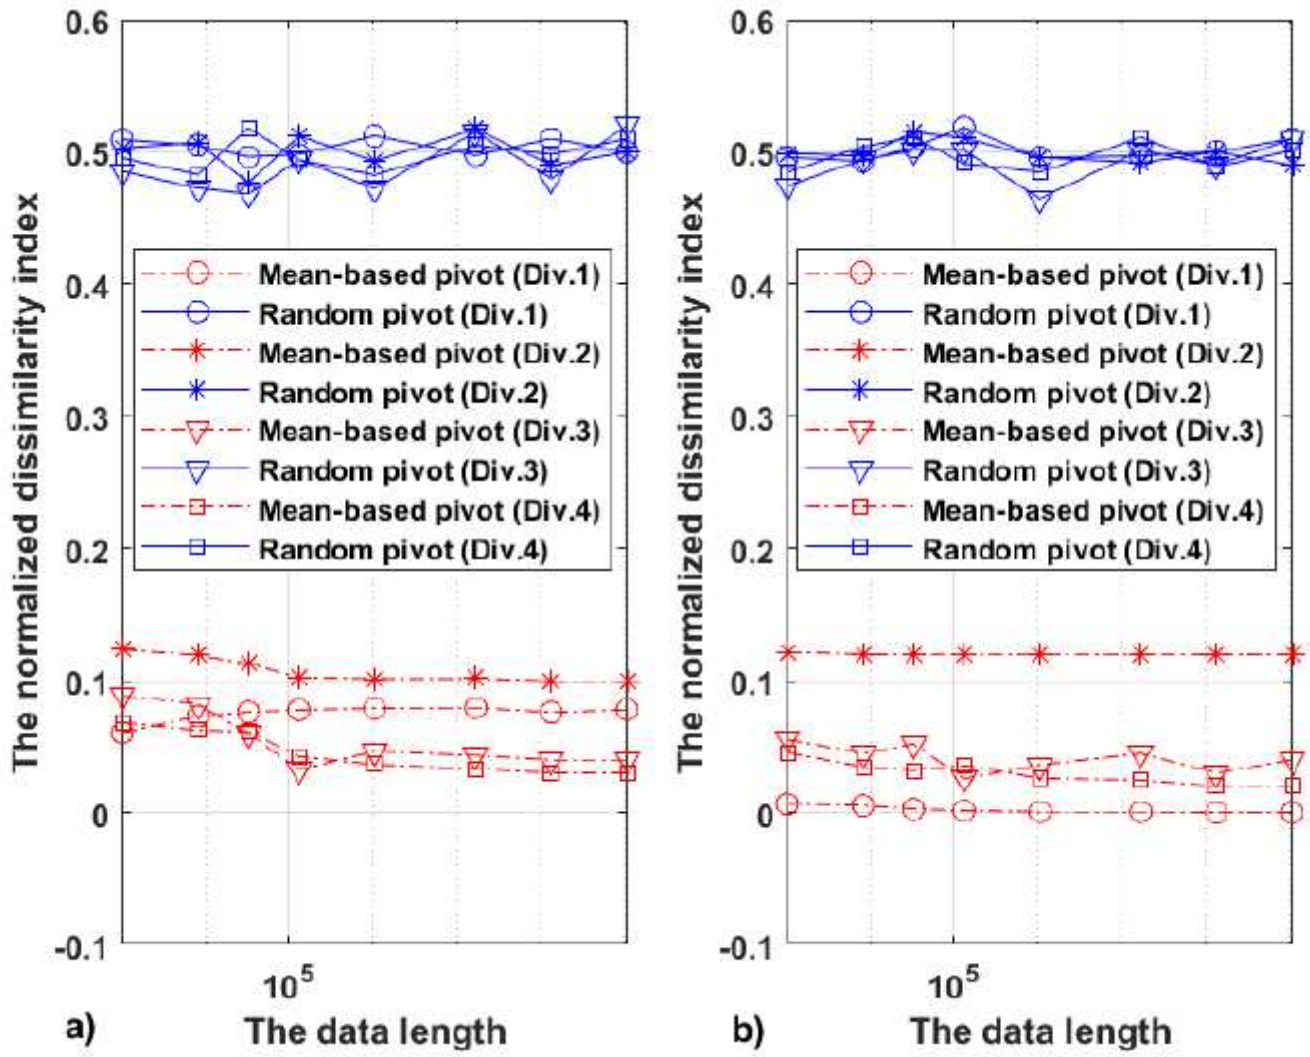 0.6
0.5
0.4
0.3
0.2
0.1
0
-0.1
The normalized dissimilarity index
Mean-based pivot (Div.1)
Random pivot (Div.1)
Mean-based pivot (Div.2)
Random pivot (Div.2)
Mean-based pivot (Div.3)
Random pivot (Div.3)
Mean-based pivot (Div.4)
Random pivot (Div.4)
10⁵
a)
The data length
0.6
0.5
0.4
0.3
0.2
0.1
0
-0.1
The normalized dissimilarity index
Mean-based pivot (Div.1)
Random pivot (Div.1)
Mean-based pivot (Div.2)
Random pivot (Div.2)
Mean-based pivot (Div.3)
Random pivot (Div.3)
Mean-based pivot (Div.4)
Random pivot (Div.4)
10⁵
b)
The data length